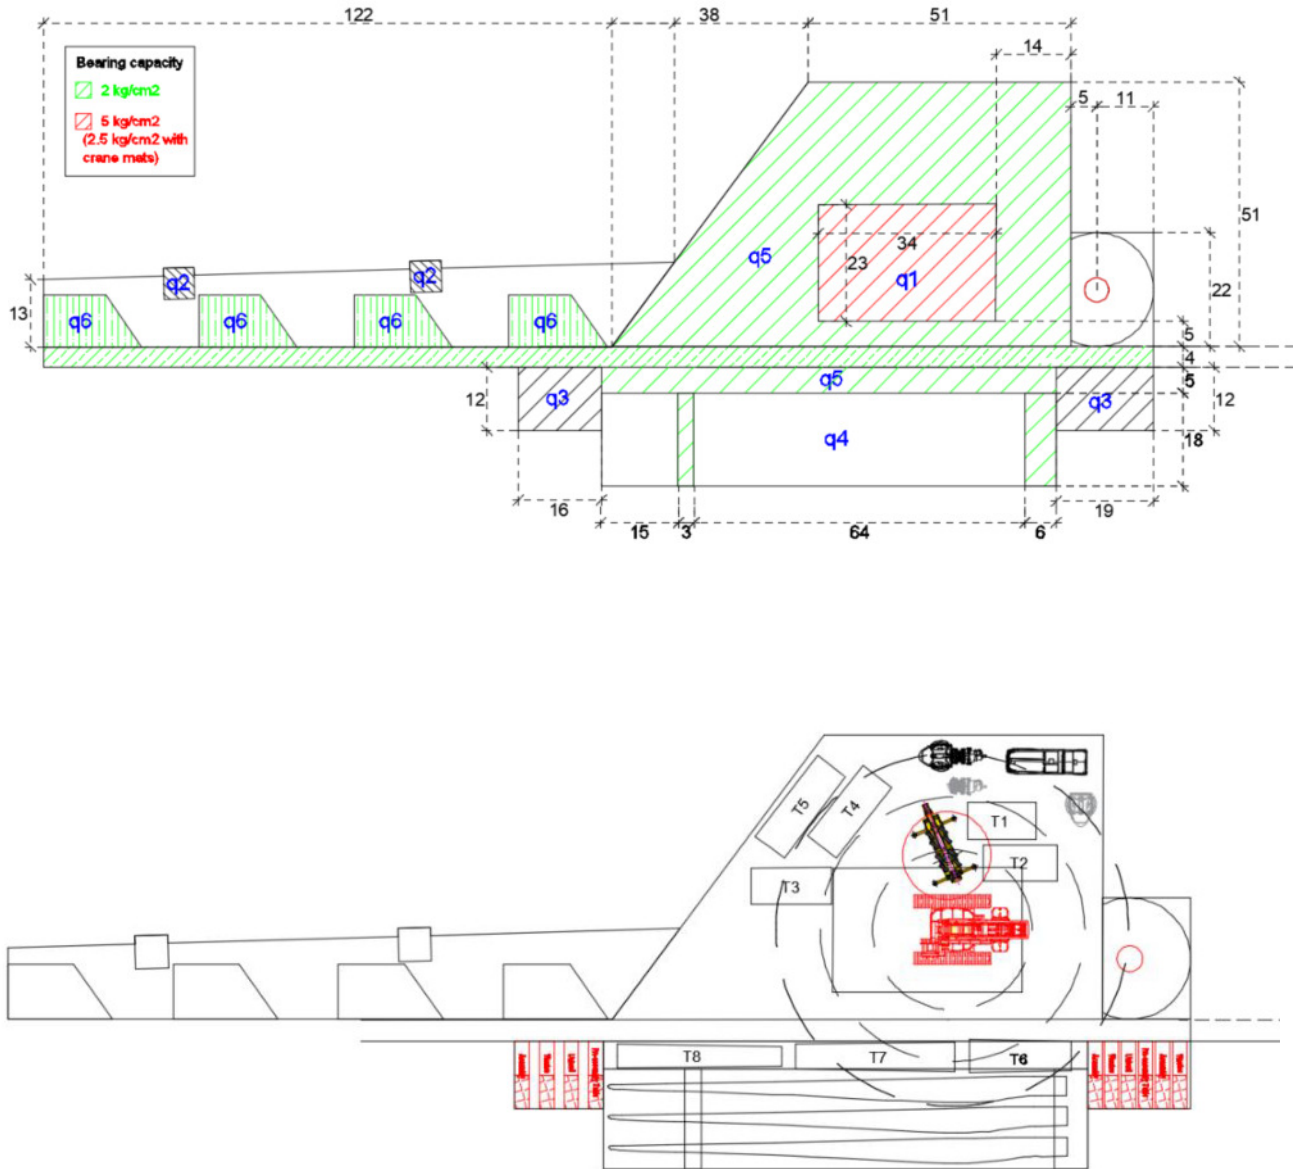 122
38
51
14
Bearing capacity
2 kg/cm2
5 kg/cm2
(2.5 kg/cm2 with
crane mats)
5
11
51
q5
34
23
q1
22
q2
q2
13
q6
q6
q6
q6
5
4
q5
5
12
q3
q3
12
q4
18
16
15
3
64
6
19
T5
T4
T1
T2
T3
T8
T7
T6